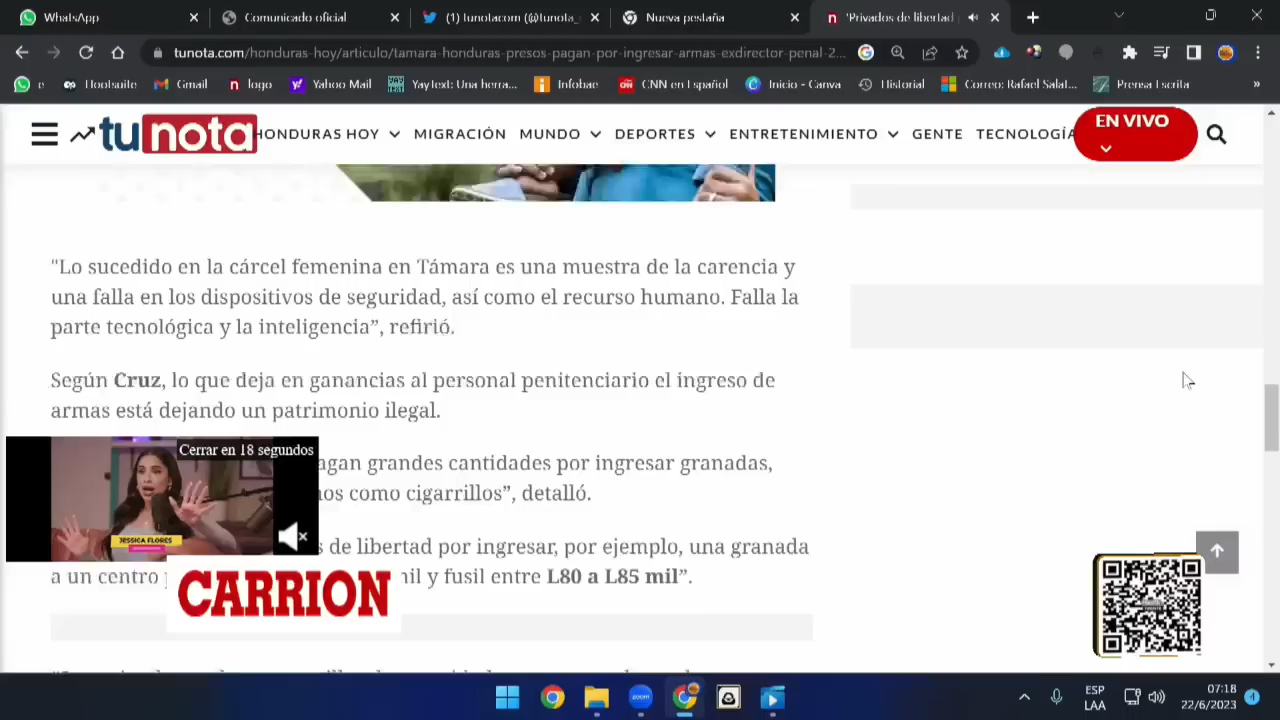 WhatsApp
Comunicado oficial
(1) tunotacom (@tunota_
Nueva pestaña
'Privados de libertad
tunota.com/honduras-hoy/articulo/tamara-honduras-presos-pagan-por-ingresar-armas-exdirector-penal-2...
e
Hootsuite
Gmail
logo
Yahoo Mail
YayText: Una herra...
Infobae
CNN en Español
Inicio - Canva
Historial
Correo: Rafael Salat...
Prensa Escrita
tunota
HONDURAS HOY
MIGRACIÓN
MUNDO
DEPORTES
ENTRETENIMIENTO
GENTE
TECNOLOGÍA
EN VIVO
"Lo sucedido en la cárcel femenina en Támara es una muestra de la carencia y
una falla en los dispositivos de seguridad, así como el recurso humano. Falla la
parte tecnológica y la inteligencia”, refirió.
Según Cruz, lo que deja en ganancias al personal penitenciario el ingreso de
armas está dejando un patrimonio ilegal.
Cerrar en 18 segundos
JESSICA FLORES
agan grandes cantidades por ingresar granadas,
nos como cigarrillos”, detalló.
s de libertad por ingresar, por ejemplo, una granada
a un centro
mil y fusil entre L80 a L85 mil”.
CARRION
ESP
LAA
07:18
22/6/2023